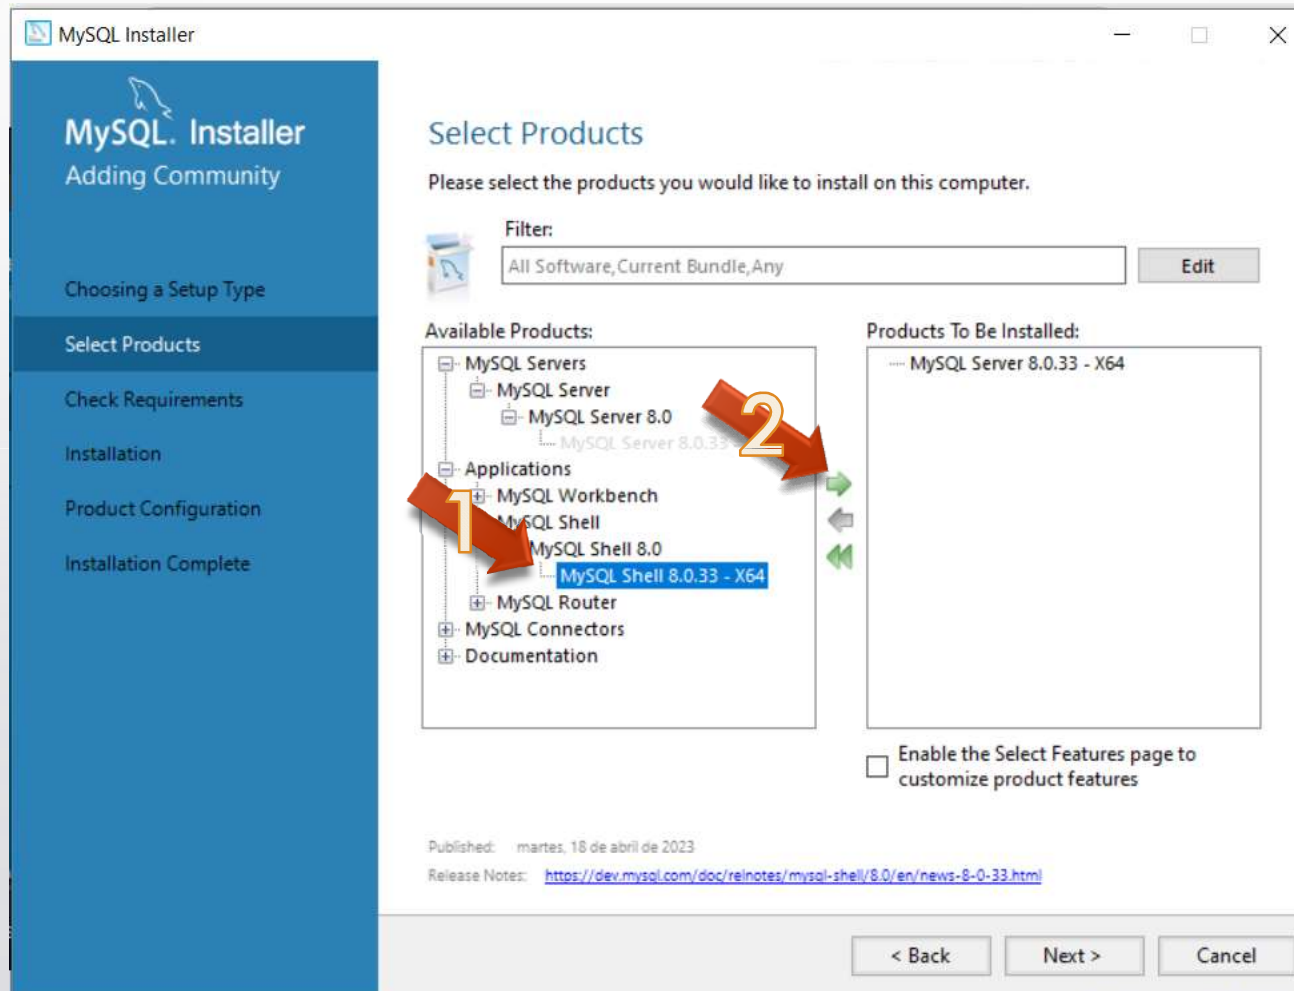 MySQL Installer
MySQL. Installer
Adding Community
Choosing a Setup Type
Select Products
Check Requirements
Installation
Product Configuration
Installation Complete
Select Products
Please select the products you would like to install on this computer.
Filter:
All Software,Current Bundle,Any
Edit
Available Products:
MySQL Servers
MySQL Server
MySQL Server 8.0
MySQL Server 8.0.33 -
Applications
MySQL Workbench
MySQL Shell
MySQL Shell 8.0
MySQL Shell 8.0.33 - X64
MySQL Router
MySQL Connectors
Documentation
1
2
Products To Be Installed:
MySQL Server 8.0.33 - X64
Enable the Select Features page to
customize product features
Published: martes, 18 de abril de 2023
Release Notes: https://dev.mysql.com/doc/relnotes/mysql-shell/8.0/en/news-8-0-33.html
< Back
Next >
Cancel